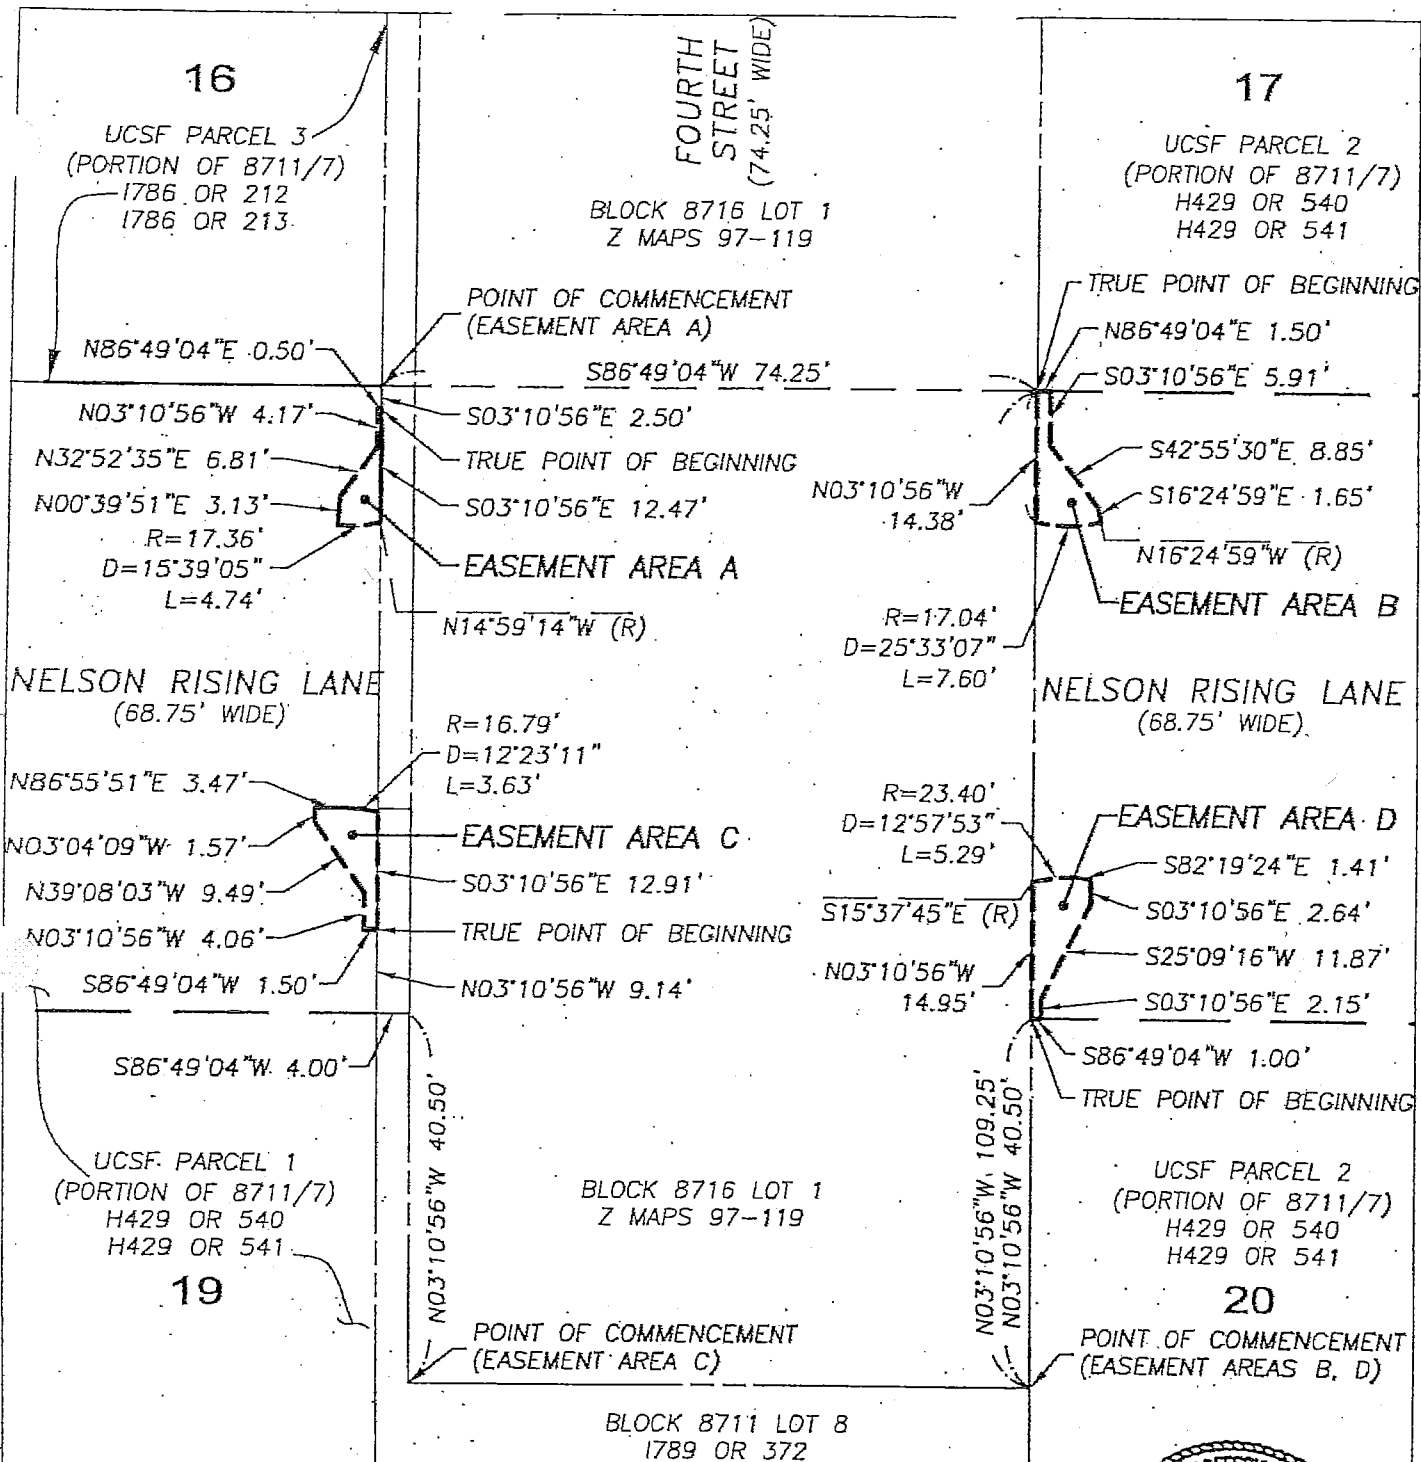 16
UCSF PARCEL 3
(PORTION OF 8711/7)
I786 OR 212
I786 OR 213
FOURTH
STREET
(74.25' WIDE)
BLOCK 8716 LOT 1
Z MAPS 97-119
17
UCSF PARCEL 2
(PORTION OF 8711/7)
H429 OR 540
H429 OR 541
POINT OF COMMENCEMENT
(EASEMENT AREA A)
TRUE POINT OF BEGINNING
N86°49'04"E 1.50'
S03°10'56"E 5.91'
N86°49'04"E 0.50'
S86°49'04"W 74.25'
N03°10'56"W 4.17'
S03°10'56"E 2.50'
N32°52'35"E 6.81'
TRUE POINT OF BEGINNING
N00°39'51"E 3.13'
S03°10'56"E 12.47'
R=17.36'
D=15°39'05"
L=4.74'
EASEMENT AREA A
N14°59'14"W (R)
S42°55'30"E 8.85'
N03°10'56"W
14.38'
S16°24'59"E 1.65'
N16°24'59"W (R)
EASEMENT AREA B
R=17.04'
D=25°33'07"
L=7.60'
NELSON RISING LANE
(68.75' WIDE)
NELSON RISING LANE
(68.75' WIDE)
R=16.79'
D=12°23'11"
L=3.63'
N86°55'51"E 3.47'
EASEMENT AREA C
N03°04'09"W 1.57'
S03°10'56"E 12.91'
N39°08'03"W 9.49'
TRUE POINT OF BEGINNING
N03°10'56"W 4.06'
S86°49'04"W 1.50'
N03°10'56"W 9.14'
R=23.40'
D=12°57'53"
L=5.29'
EASEMENT AREA D
S82°19'24"E 1.41'
S15°37'45"E (R)
S03°10'56"E 2.64'
S25°09'16"W 11.87'
N03°10'56"W
14.95'
S03°10'56"E 2.15'
S86°49'04"W 4.00'
S86°49'04"W 1.00'
TRUE POINT OF BEGINNING
N03°10'56"W 40.50'
N03°10'56"W 109.25'
N03°10'56"W 40.50'
UCSF PARCEL 1
(PORTION OF 8711/7)
H429 OR 540
H429 OR 541
19
BLOCK 8716 LOT 1
Z MAPS 97-119
UCSF PARCEL 2
(PORTION OF 8711/7)
H429 OR 540
H429 OR 541
20
POINT OF COMMENCEMENT
(EASEMENT AREA C)
POINT OF COMMENCEMENT
(EASEMENT AREAS B, D)
BLOCK 8711 LOT 8
I789 OR 372